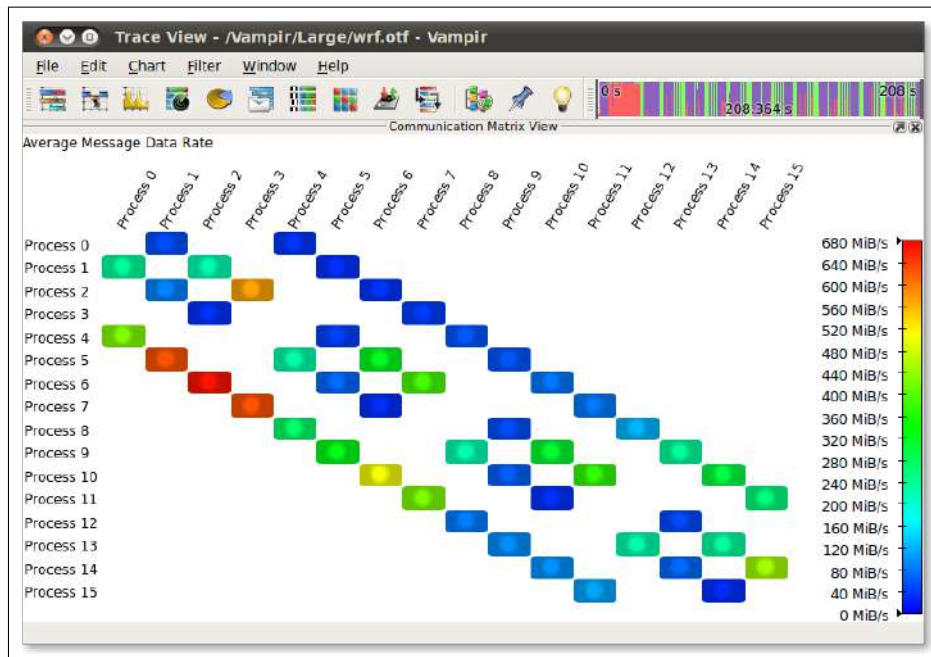 Trace View - /Vampir/Large/wrf.otf - Vampir
File Edit Chart Filter Window Help
0 s 208 s
208.364 s
Communication Matrix View
Average Message Data Rate
Process 0 Process 1 Process 2 Process 3 Process 4 Process 5 Process 6 Process 7 Process 8 Process 9 Process 10 Process 11 Process 12 Process 13 Process 14 Process 15
Process 0
Process 1
Process 2
Process 3
Process 4
Process 5
Process 6
Process 7
Process 8
Process 9
Process 10
Process 11
Process 12
Process 13
Process 14
Process 15
680 MiB/s
640 MiB/s
600 MiB/s
560 MiB/s
520 MiB/s
480 MiB/s
440 MiB/s
400 MiB/s
360 MiB/s
320 MiB/s
280 MiB/s
240 MiB/s
200 MiB/s
160 MiB/s
120 MiB/s
80 MiB/s
40 MiB/s
0 MiB/s